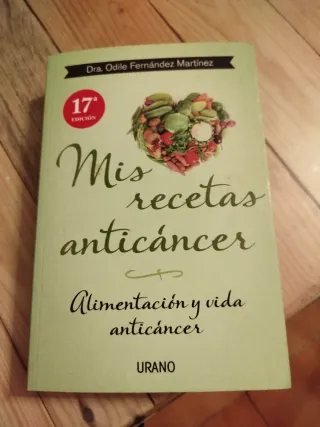 Dra. Odile Fernández Martínez
17ª
EDICIÓN
Mis
recetas
anticáncer
Alimentación y vida
anticáncer
URANO